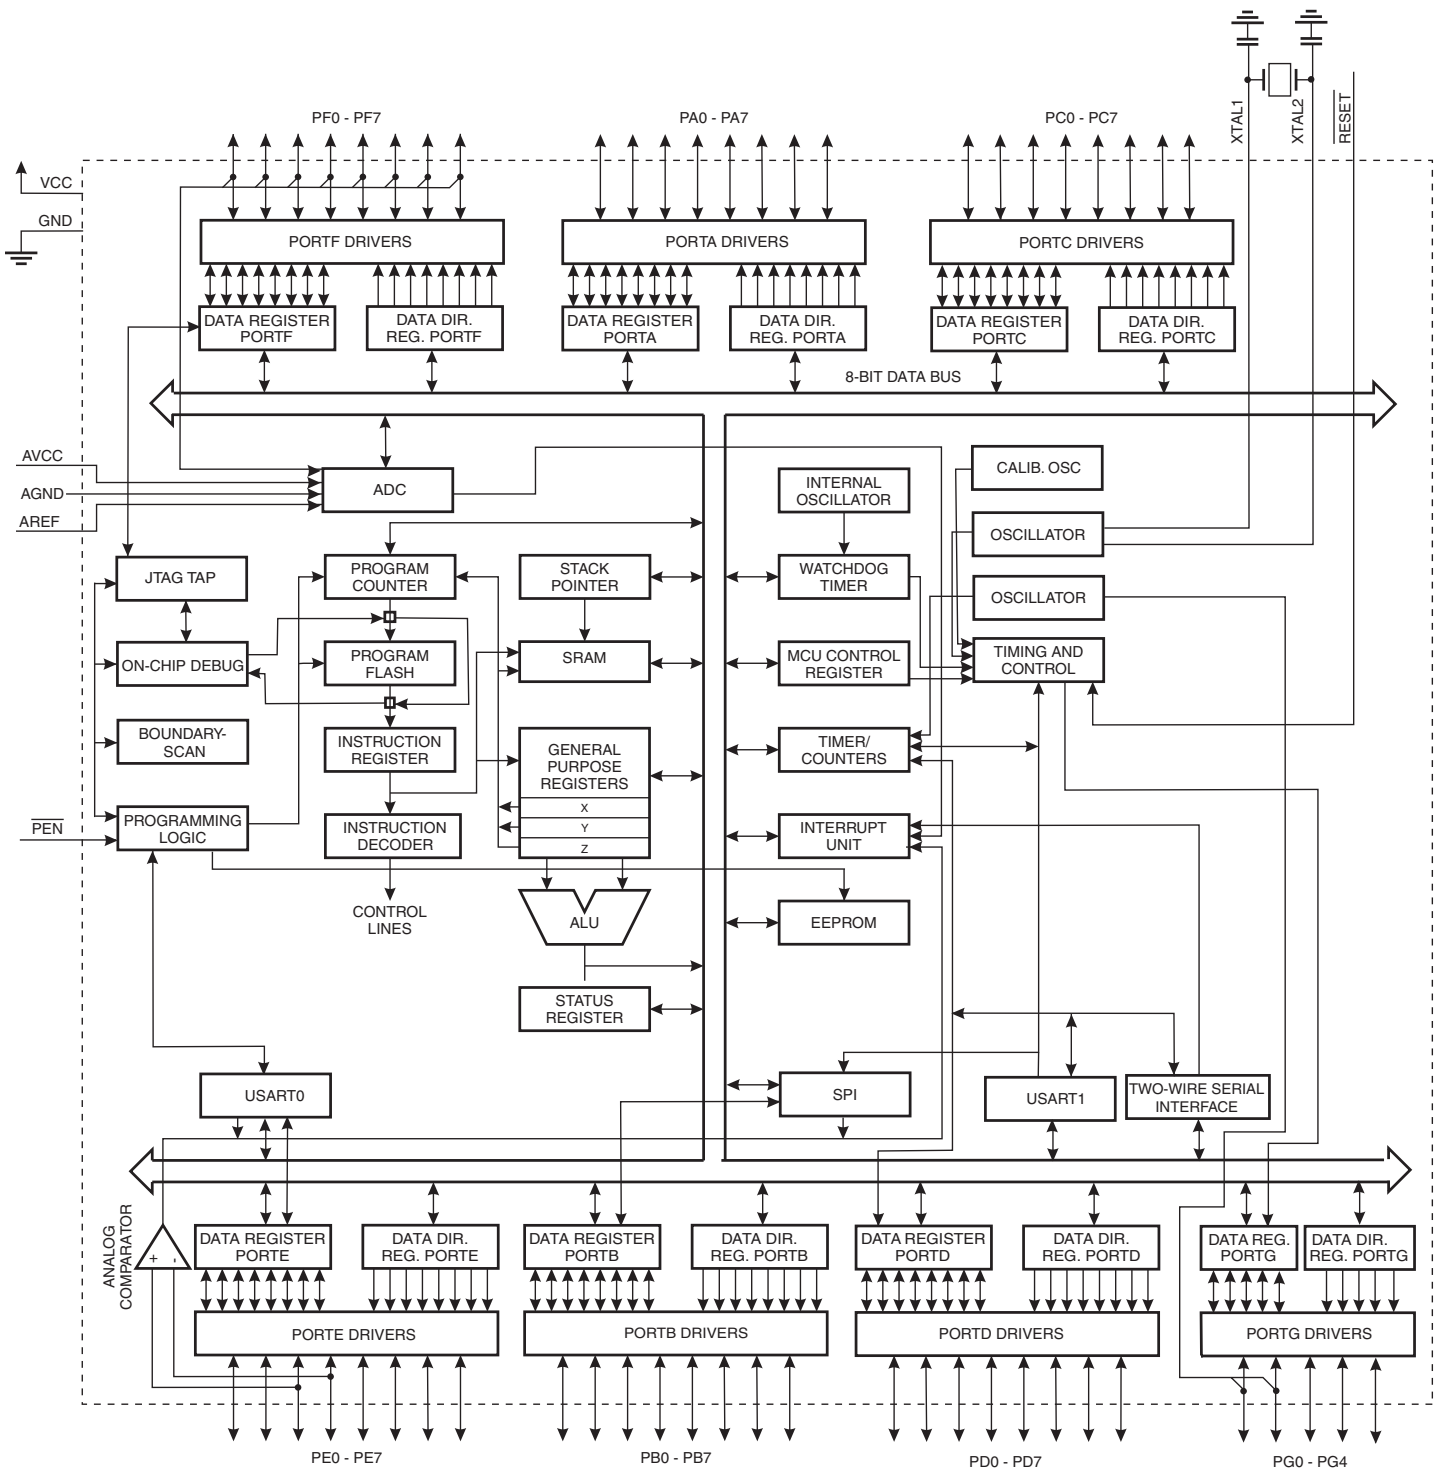 XTAL1
XTAL2
RESET
PF0 - PF7
PA0 - PA7
PC0 - PC7
VCC
GND
PORTF DRIVERS
PORTA DRIVERS
PORTC DRIVERS
DATA REGISTER
PORTF
DATA DIR.
REG. PORTF
DATA REGISTER
PORTA
DATA DIR.
REG. PORTA
DATA REGISTER
PORTC
DATA DIR.
REG. PORTC
8-BIT DATA BUS
AVCC
AGND
AREF
ADC
INTERNAL
OSCILLATOR
CALIB. OSC
OSCILLATOR
JTAG TAP
PROGRAM
COUNTER
STACK
POINTER
WATCHDOG
TIMER
OSCILLATOR
ON-CHIP DEBUG
PROGRAM
FLASH
SRAM
MCU CONTROL
REGISTER
TIMING AND
CONTROL
BOUNDARY-
SCAN
INSTRUCTION
REGISTER
GENERAL
PURPOSE
REGISTERS
X
Y
Z
TIMER/
COUNTERS
PEN
PROGRAMMING
LOGIC
INSTRUCTION
DECODER
INTERRUPT
UNIT
CONTROL
LINES
ALU
EEPROM
STATUS
REGISTER
USART0
SPI
USART1
TWO-WIRE SERIAL
INTERFACE
ANALOG
COMPARATOR
+
-
DATA REGISTER
PORTE
DATA DIR.
REG. PORTE
DATA REGISTER
PORTB
DATA DIR.
REG. PORTB
DATA REGISTER
PORTD
DATA DIR.
REG. PORTD
DATA REG.
PORTG
DATA DIR.
REG. PORTG
PORTE DRIVERS
PORTB DRIVERS
PORTD DRIVERS
PORTG DRIVERS
PE0 - PE7
PB0 - PB7
PD0 - PD7
PG0 - PG4